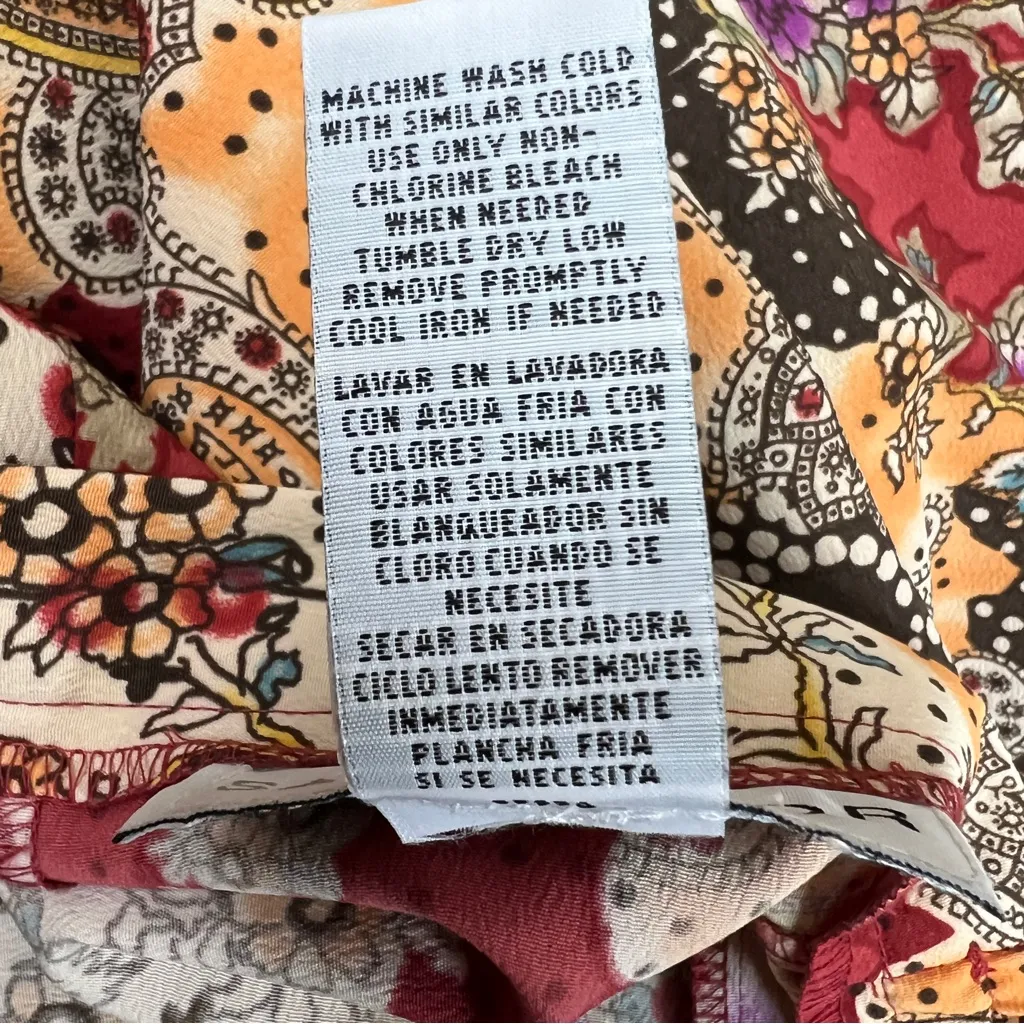 MACHINE WASH COLD
WITH SIMILAR COLORS
USE ONLY NON-
CHLORINE BLEACH
WHEN NEEDED
TUMBLE DRY LOW
REMOVE PROMPTLY
COOL IRON IF NEEDED
LAVAR EN LAVADORA
CON AGUA FRIA CON
COLORES SIMILARES
USAR SOLAMENTE
BLANQUEADOR SIN
CLORO CUANDO SE
NECESITE
SECAR EN SECADORA
CICLO LENTO REMOVER
INMEDIATAMENTE
PLANCHA FRIA
SI SE NECESITA